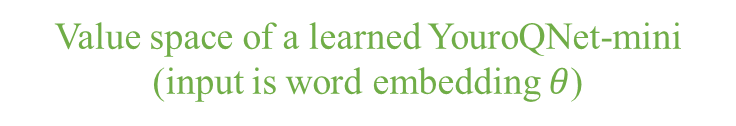 Value space of a learned YouroQNet-mini
(input is word embedding θ)